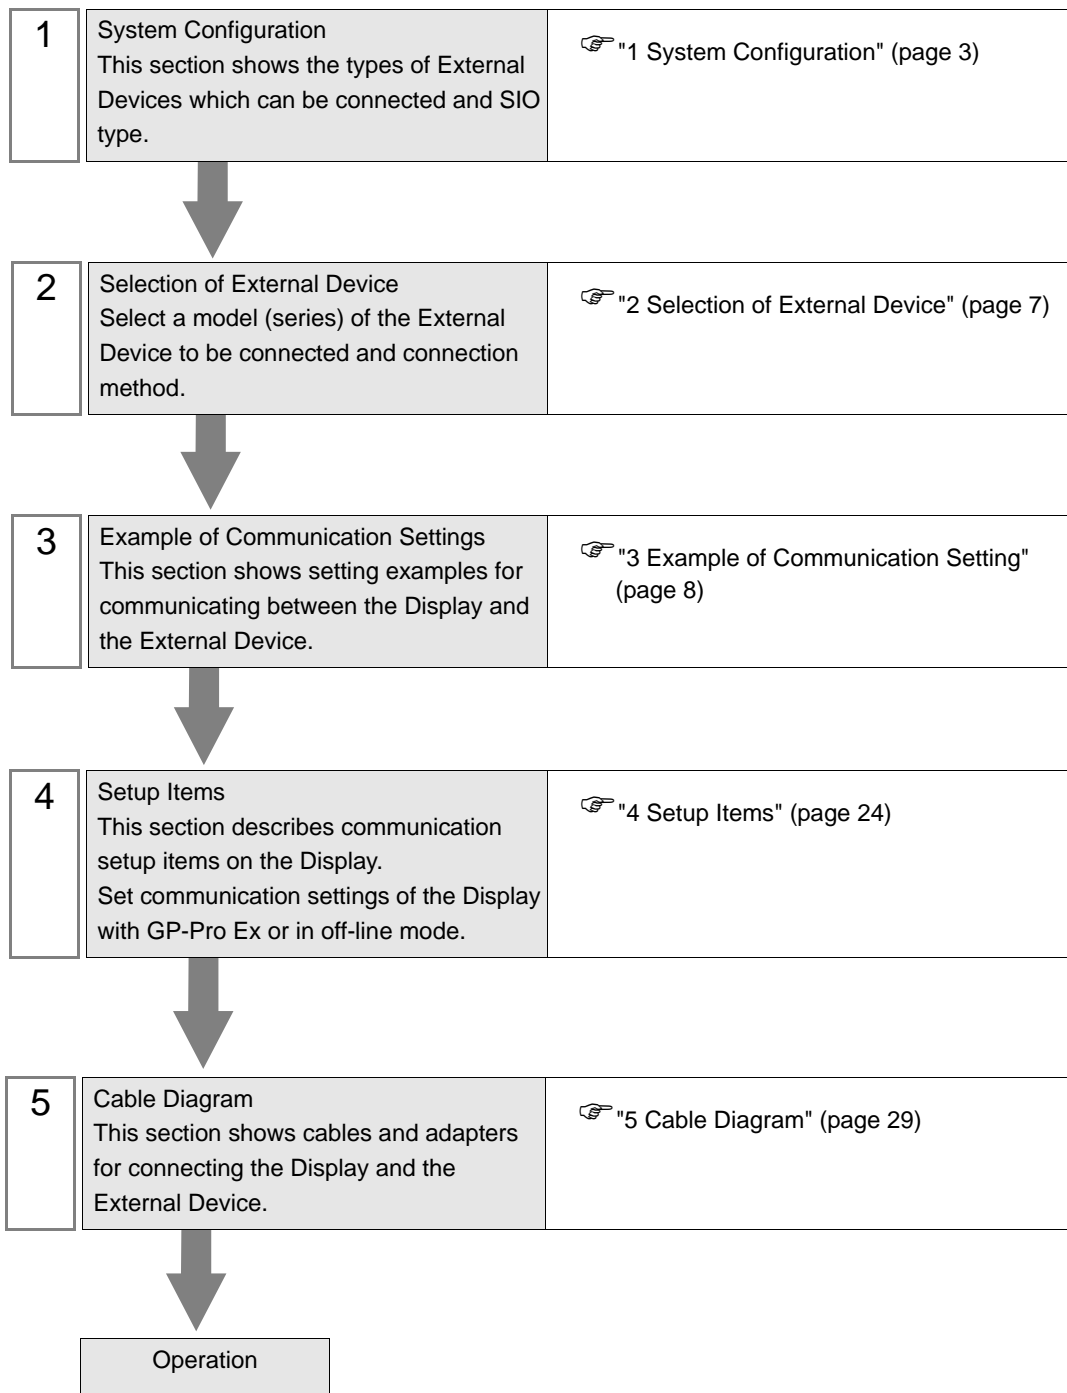 1
System Configuration
This section shows the types of External
Devices which can be connected and SIO
type.
"1 System Configuration" (page 3)
2
Selection of External Device
Select a model (series) of the External
Device to be connected and connection
method.
"2 Selection of External Device" (page 7)
3
Example of Communication Settings
This section shows setting examples for
communicating between the Display and
the External Device.
"3 Example of Communication Setting"
(page 8)
4
Setup Items
This section describes communication
setup items on the Display.
Set communication settings of the Display
with GP-Pro Ex or in off-line mode.
"4 Setup Items" (page 24)
5
Cable Diagram
This section shows cables and adapters
for connecting the Display and the
External Device.
"5 Cable Diagram" (page 29)
Operation